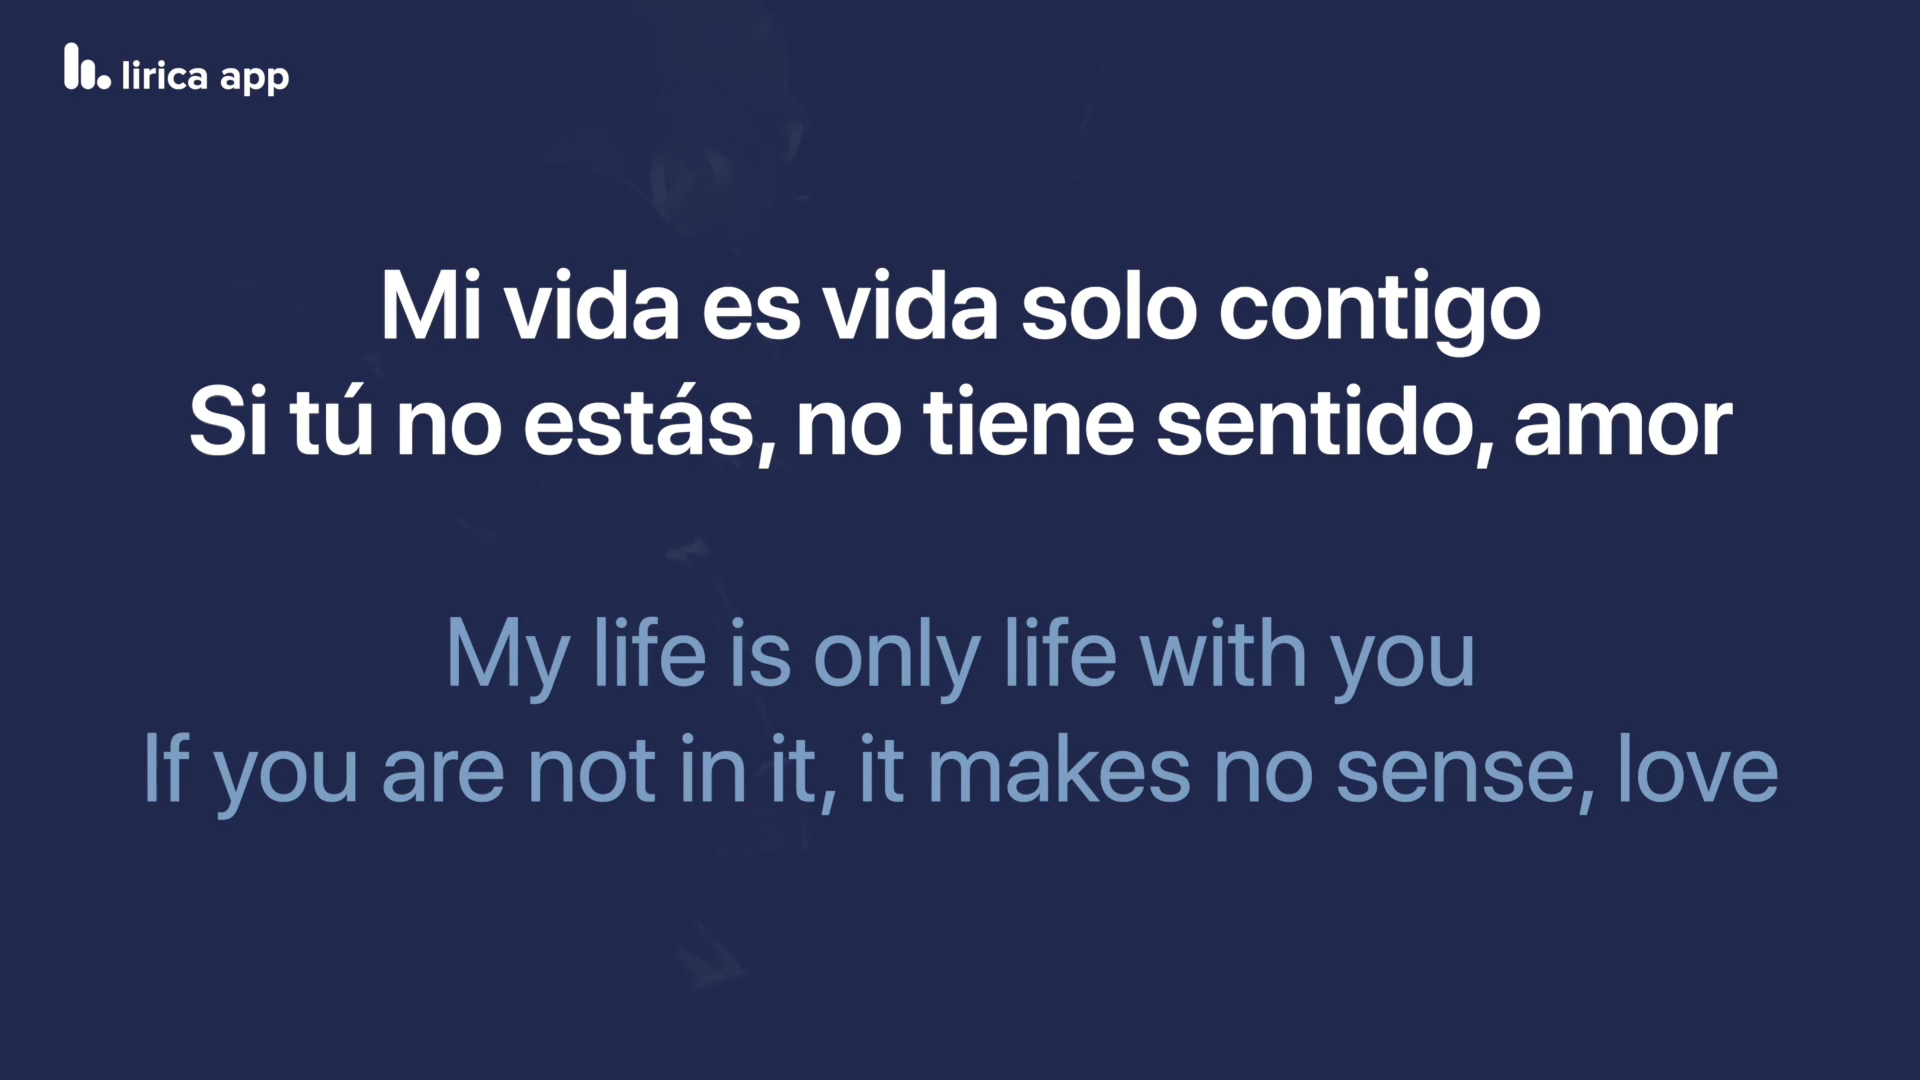 lirica app
Mi vida es vida solo contigo
Si tú no estás, no tiene sentido, amor
My life is only life with you
If you are not in it, it makes no sense, love